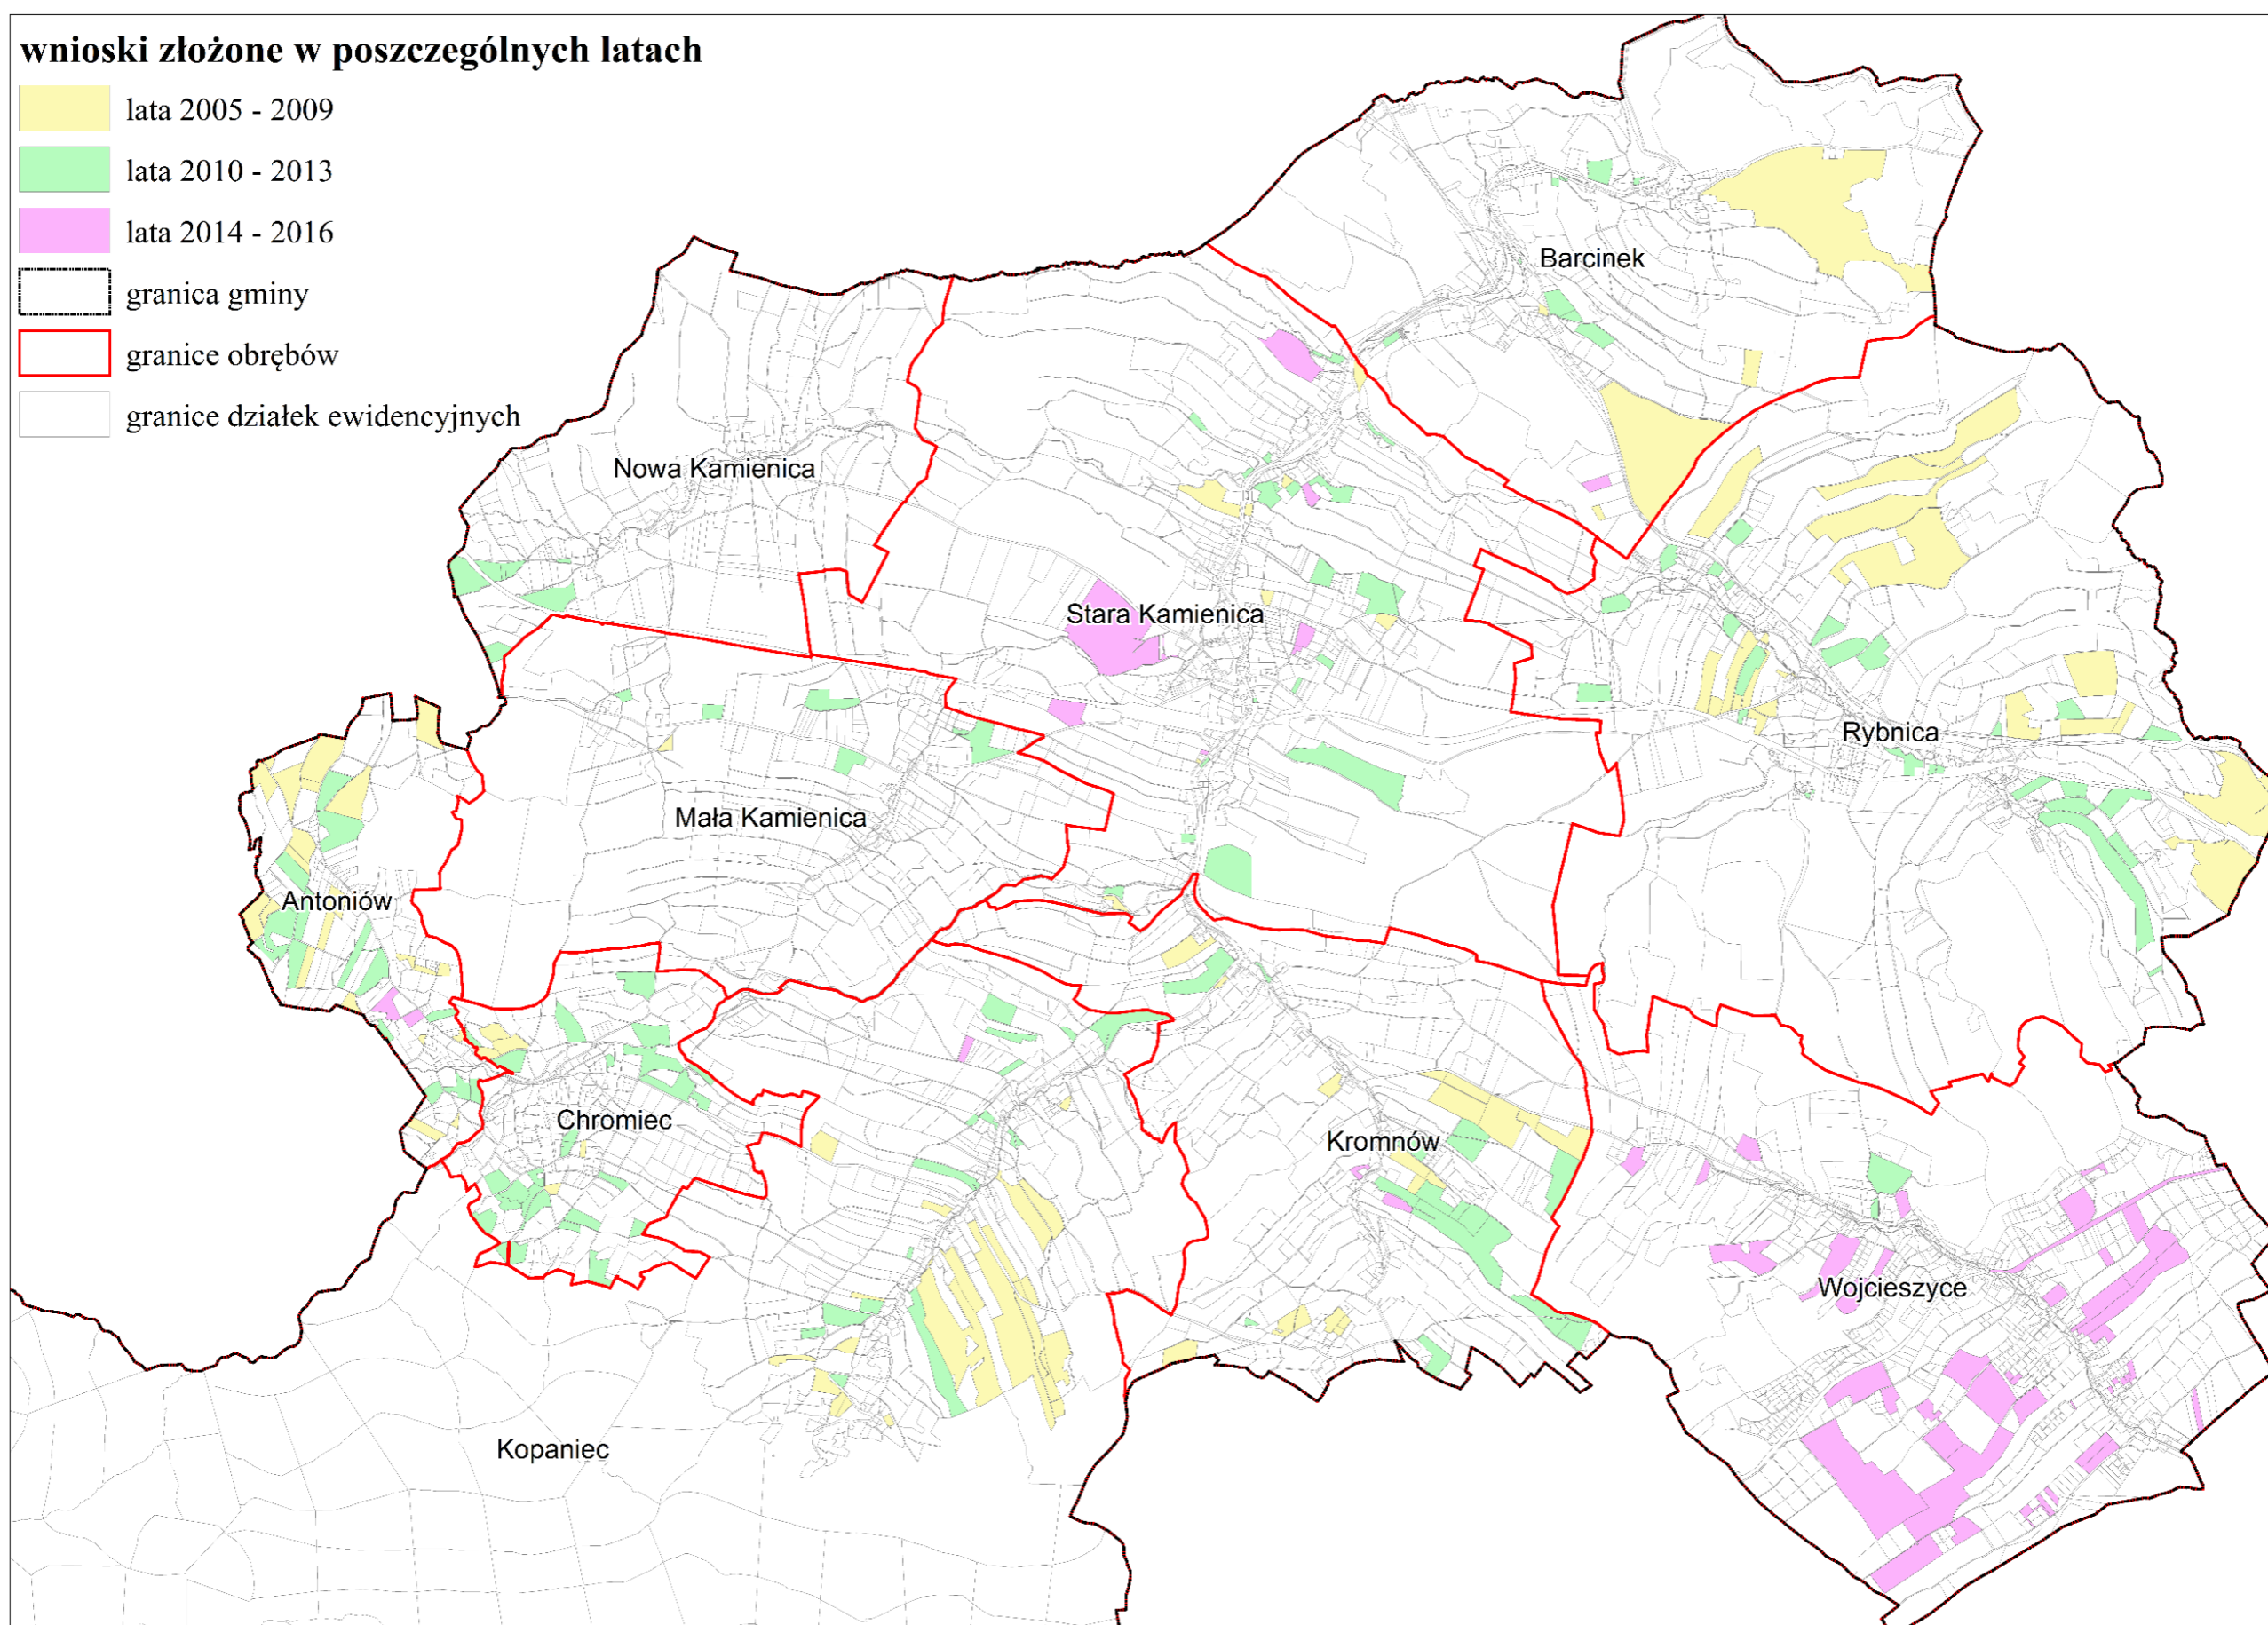 wnioski złożone w poszczególnych latach
lata 2005 - 2009
lata 2010 - 2013
lata 2014 - 2016
granica gminy
granice obrębów
granice działek ewidencyjnych
Barcinek
Nowa Kamienica
Stara Kamienica
Rybnica
Mała Kamienica
Antoniów
Chromiec
Kromnów
Wojcieszyce
Kopaniec